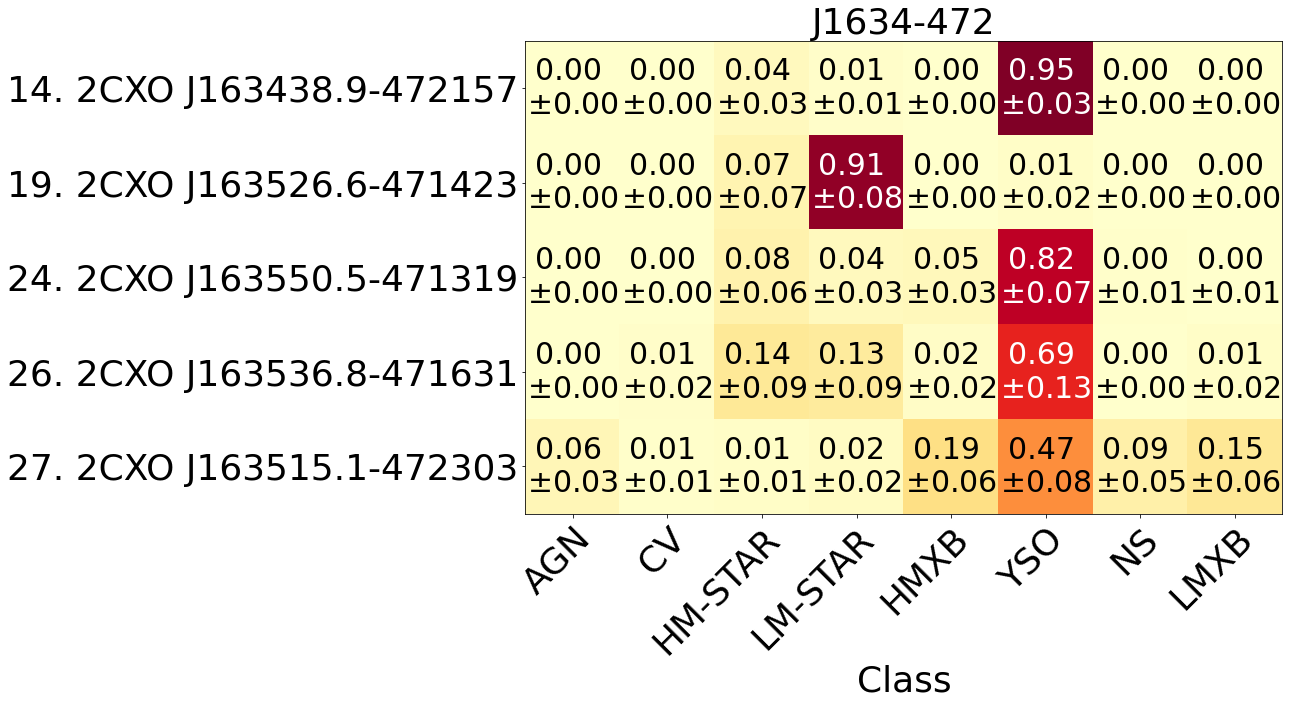 J1634-472
14. 2CXO J163438.9-472157 0.00 0.00 0.04 0.01 0.00 0.95 0.00 0.00
±0.00 ±0.00 ±0.03 ±0.01 ±0.00 ±0.03 ±0.00 ±0.00
19. 2CXO J163526.6-471423 0.00 0.00 0.07 0.91 0.00 0.01 0.00 0.00
±0.00 ±0.00 ±0.07 ±0.08 ±0.00 ±0.02 ±0.00 ±0.00
24. 2CXO J163550.5-471319 0.00 0.00 0.08 0.04 0.05 0.82 0.00 0.00
±0.00 ±0.00 ±0.06 ±0.03 ±0.03 ±0.07 ±0.01 ±0.01
26. 2CXO J163536.8-471631 0.00 0.01 0.14 0.13 0.02 0.69 0.00 0.01
±0.00 ±0.02 ±0.09 ±0.09 ±0.02 ±0.13 ±0.00 ±0.02
27. 2CXO J163515.1-472303 0.06 0.01 0.01 0.02 0.19 0.47 0.09 0.15
±0.03 ±0.01 ±0.01 ±0.02 ±0.06 ±0.08 ±0.05 ±0.06
AGN CV HM-STAR LM-STAR HMXB YSO NS LMXB
Class